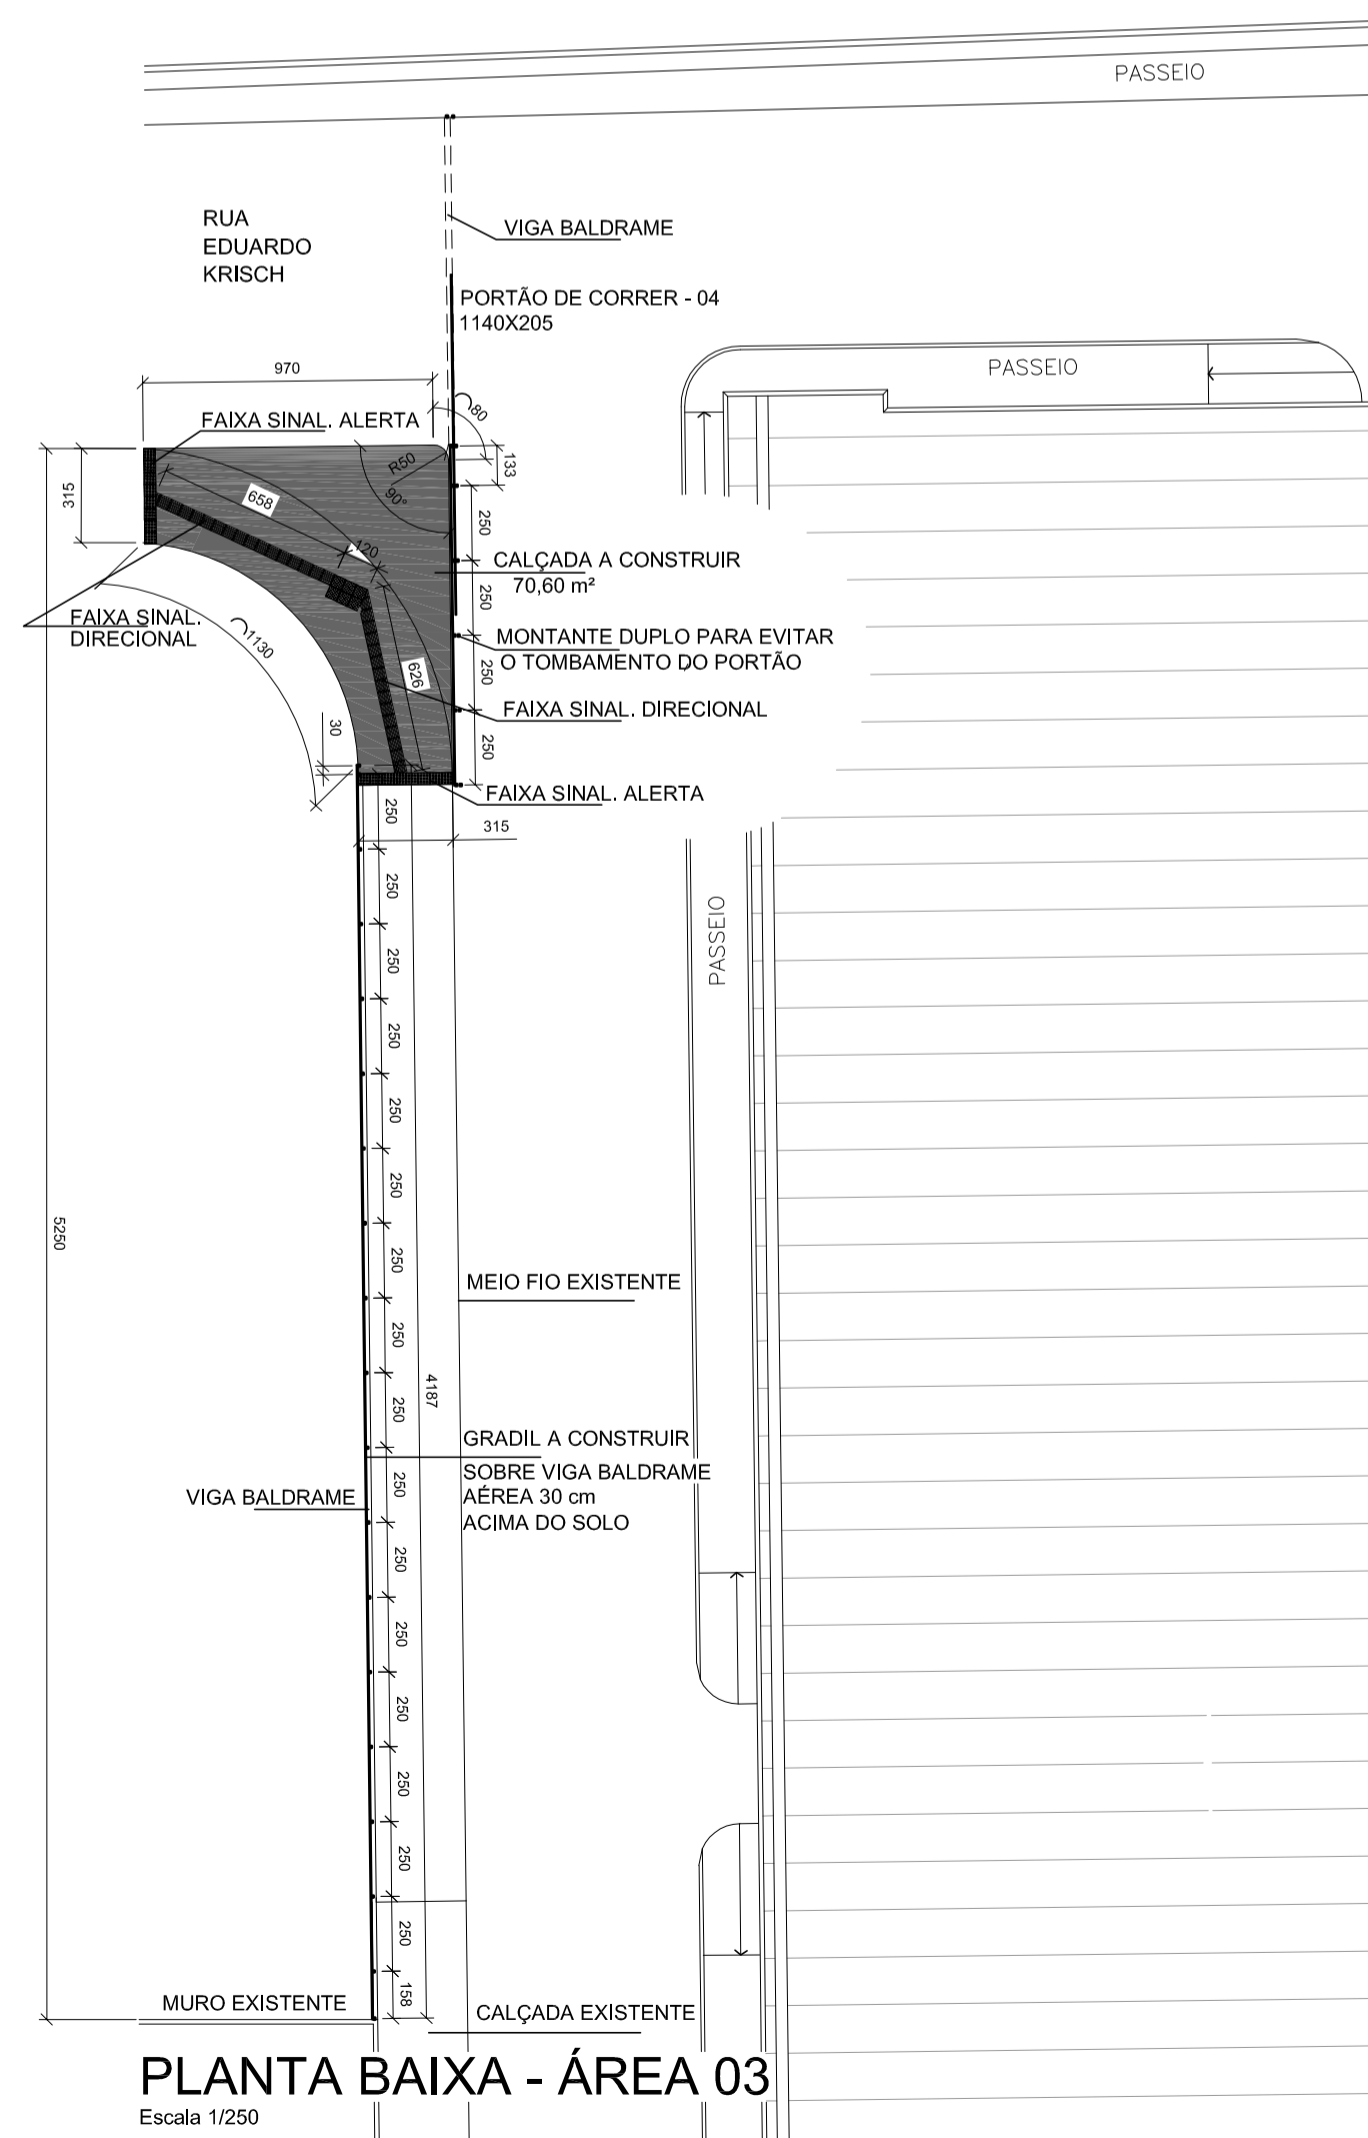 PASSEIO
RUA
EDUARDO
KRISCH
VIGA BALDRAME
PORTÃO DE CORRER - 04
1140X205
PASSEIO
970
80
FAIXA SINAL. ALERTA
133
R50
90°
315
658
250
120
CALÇADA A CONSTRUIR
70,60 m²
250
FAIXA SINAL.
DIRECIONAL
1130
MONTANTE DUPLO PARA EVITAR
O TOMBAMENTO DO PORTÃO
626
250
FAIXA SINAL. DIRECIONAL
30
250
FAIXA SINAL. ALERTA
250
315
250
PASSEIO
250
250
250
250
5250
250
MEIO FIO EXISTENTE
250
4187
250
GRADIL A CONSTRUIR
SOBRE VIGA BALDRAME
AÉREA 30 cm
ACIMA DO SOLO
250
VIGA BALDRAME
250
250
250
250
250
250
158
MURO EXISTENTE
CALÇADA EXISTENTE
PLANTA BAIXA - ÁREA 03
Escala 1/250